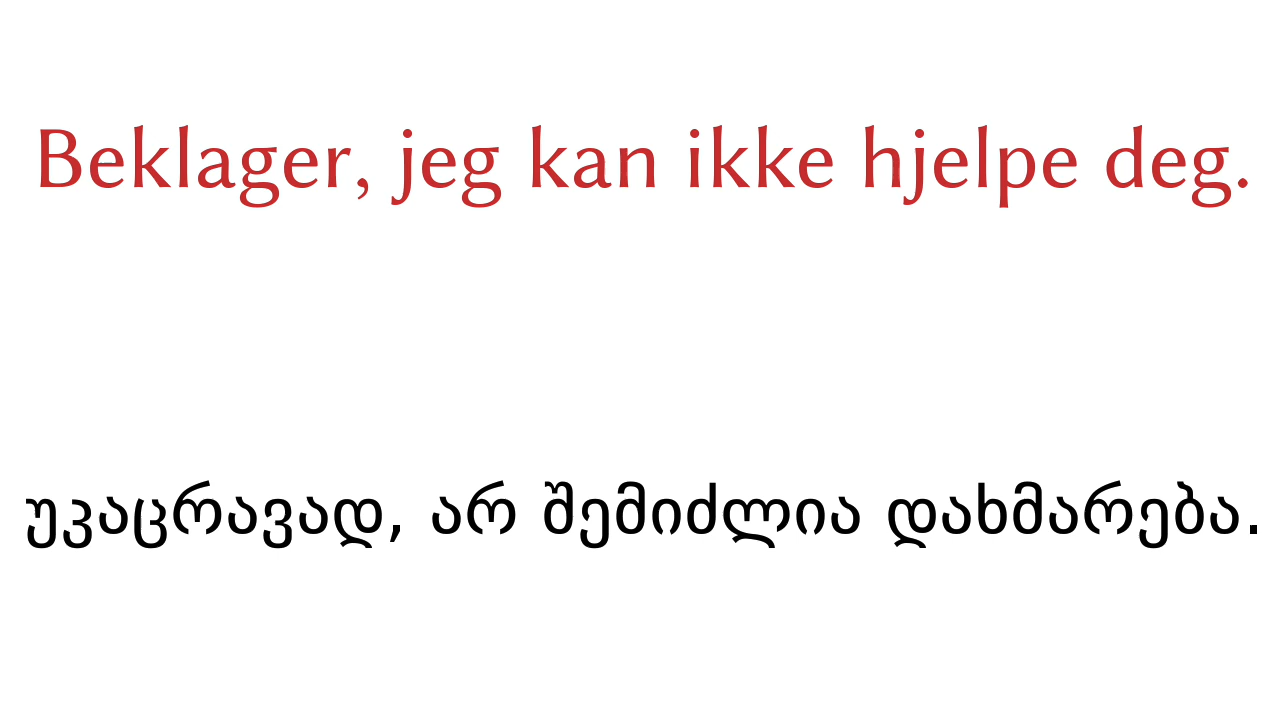 Beklager, jeg kan ikke hjelpe deg.
უკაცრავად, არ შემიძლია დახმარება.